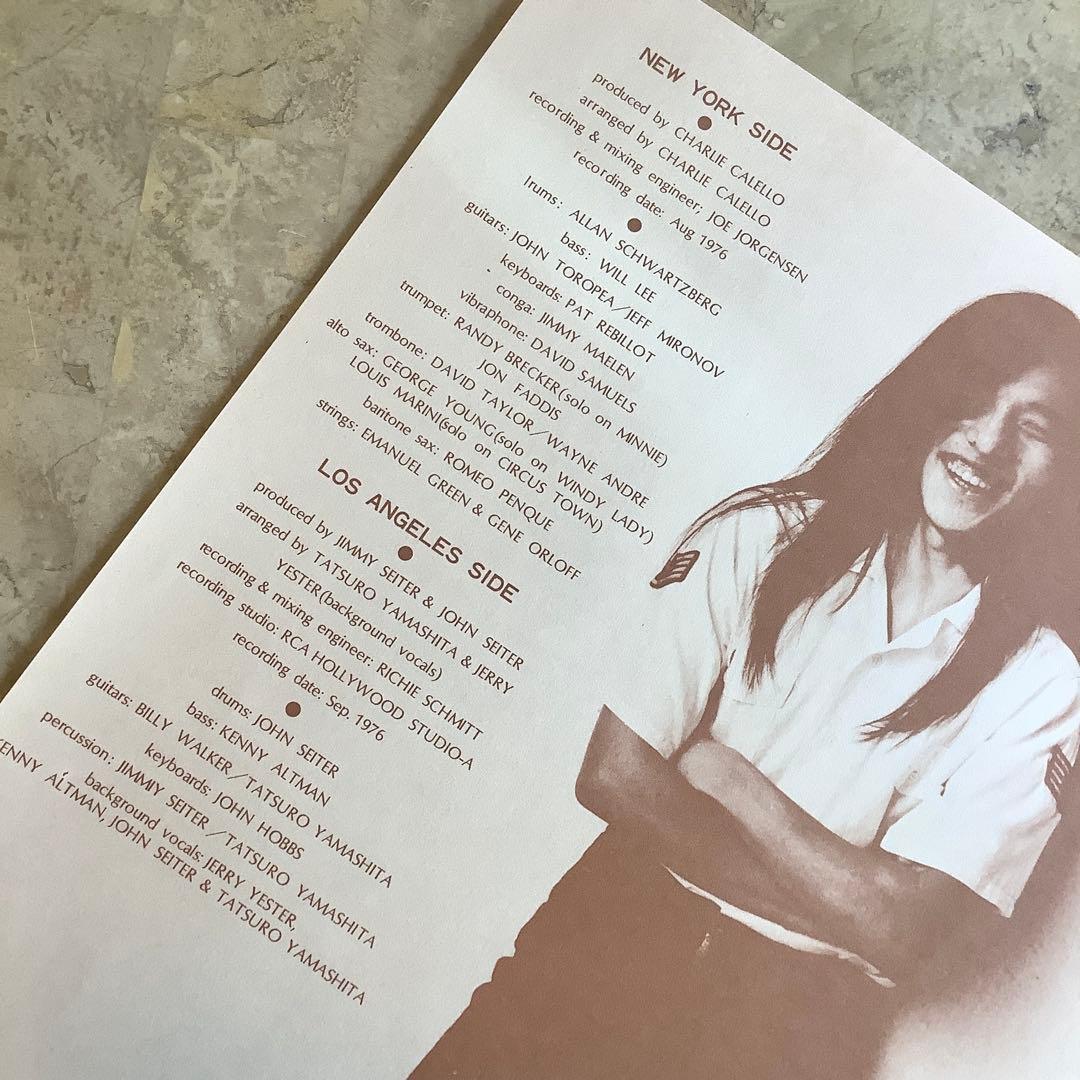 NEW YORK SIDE
produced by CHARLIE CALELLO
arranged by CHARLIE CALELLO
recording & mixing engineer; JOE JORGENSEN
recording date: Aug 1976
lrums: ALLAN SCHWARTZBERG
bass: WILL LEE
guitars: JOHN TOROPEA/JEFF MIRONOV
keyboards: PAT REBILLOT
conga: JIMMY MAELEN
vibraphone: DAVID SAMUELS
trumpet: RANDY BRECKER(solo on MINNIE)
JON FADDIS
trombone: DAVID TAYLOR/WAYNE ANDRE
alto sax: GEORGE YOUNG(solo on WINDY LADY)
LOUIS MARINI(solo on CIRCUS TOWN)
baritone sax: ROMEO PENQUE
strings: EMANUEL GREEN & GENE ORLOFF
LOS ANGELES SIDE
produced by JIMMY SEITER & JOHN SEITER
arranged by TATSURO YAMASHITA & JERRY
YESTER(background vocals)
recording & mixing engineer: RICHIE SCHMITT
recording studio: RCA HOLLYWOOD STUDIO-A
recording date: Sep. 1976
drums: JOHN SEITER
bass: KENNY ALTMAN
guitars: BILLY WALKER/TATSURO YAMASHITA
keyboards: JOHN HOBBS
percussion: JIMMIY SEITER/TATSURO YAMASHITA
background vocals: JERRY YESTER,
ENNY ALTMAN, JOHN SEITER & TATSURO YAMASHITA